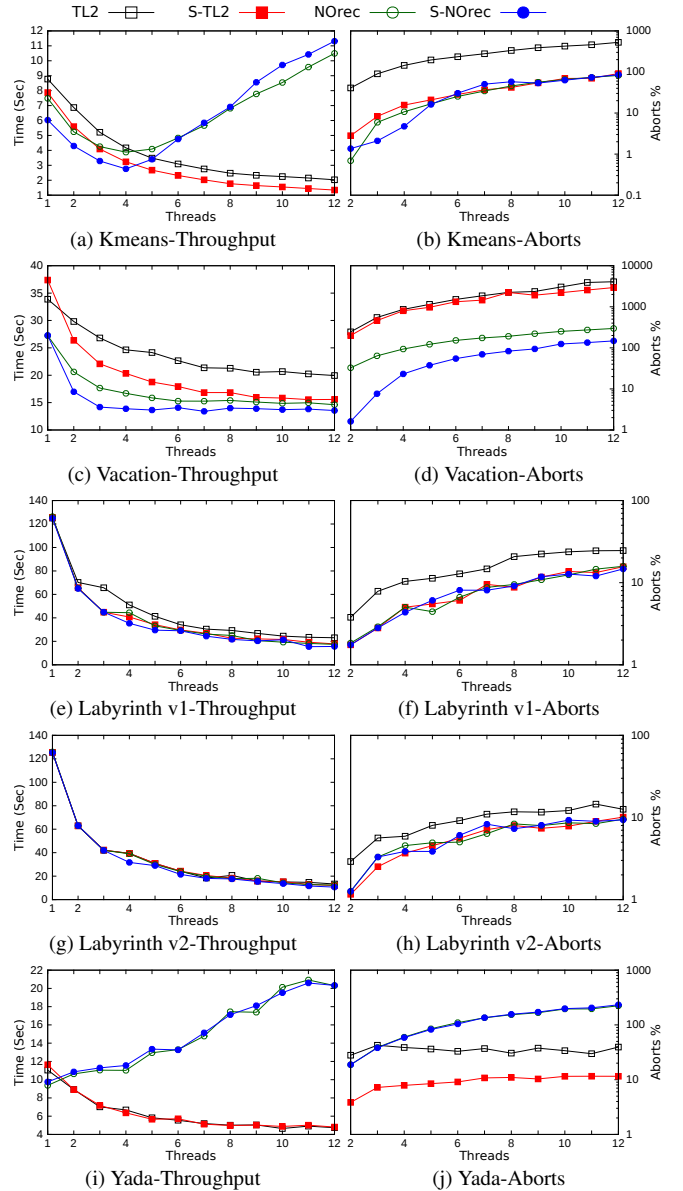 TL2 S-TL2 NOrec S-NOrec
12
11
10
9
8
7
6
5
4
3
2
1
Time (Sec)
1 2 4 6 8 10 12
Threads
(a) Kmeans-Throughput
1000
100
10
1
0.1
Aborts %
2 4 6 8 10 12
Threads
(b) Kmeans-Aborts
40
35
30
25
20
15
10
Time (Sec)
1 2 4 6 8 10 12
Threads
(c) Vacation-Throughput
10000
1000
100
10
1
Aborts %
2 4 6 8 10 12
Threads
(d) Vacation-Aborts
140
120
100
80
60
40
20
0
Time (Sec)
1 2 4 6 8 10 12
Threads
(e) Labyrinth v1-Throughput
100
10
1
Aborts %
2 4 6 8 10 12
Threads
(f) Labyrinth v1-Aborts
140
120
100
80
60
40
20
0
Time (Sec)
1 2 4 6 8 10 12
Threads
(g) Labyrinth v2-Throughput
100
10
1
Aborts %
2 4 6 8 10 12
Threads
(h) Labyrinth v2-Aborts
22
20
18
16
14
12
10
8
6
4
Time (Sec)
1 2 4 6 8 10 12
Threads
(i) Yada-Throughput
1000
100
10
1
Aborts %
2 4 6 8 10 12
Threads
(j) Yada-Aborts